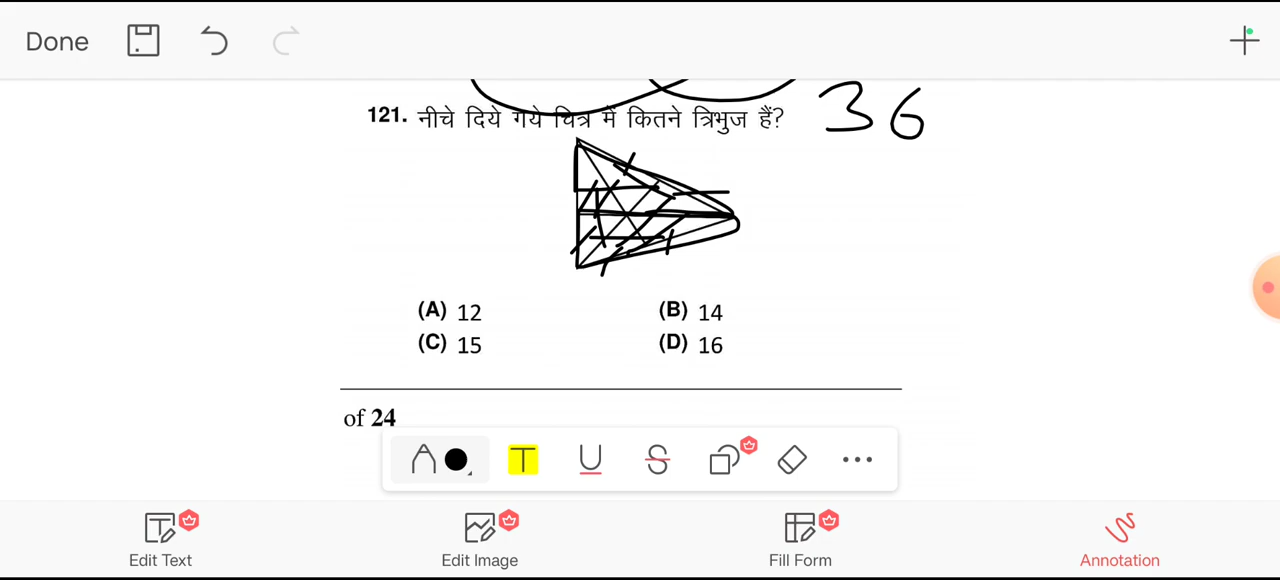 Done
121. नीचे दिये गये चित्र में कितने त्रिभुज हैं? 36
(A) 12 (B) 14
(C) 15 (D) 16
of 24
T U S
Edit Text Edit Image Fill Form Annotation